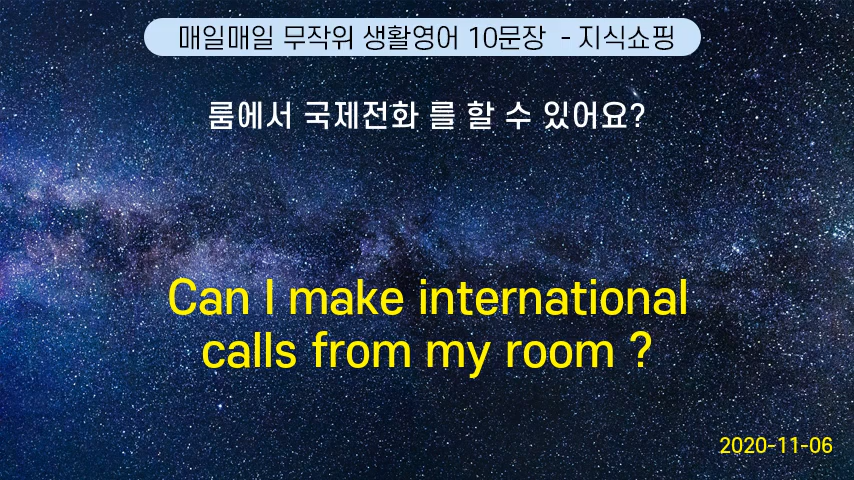 매일매일 무작위 생활영어 10문장 - 지식쇼핑
룸에서 국제전화 를 할 수 있어요?
Can I make international
calls from my room ?
2020-11-06